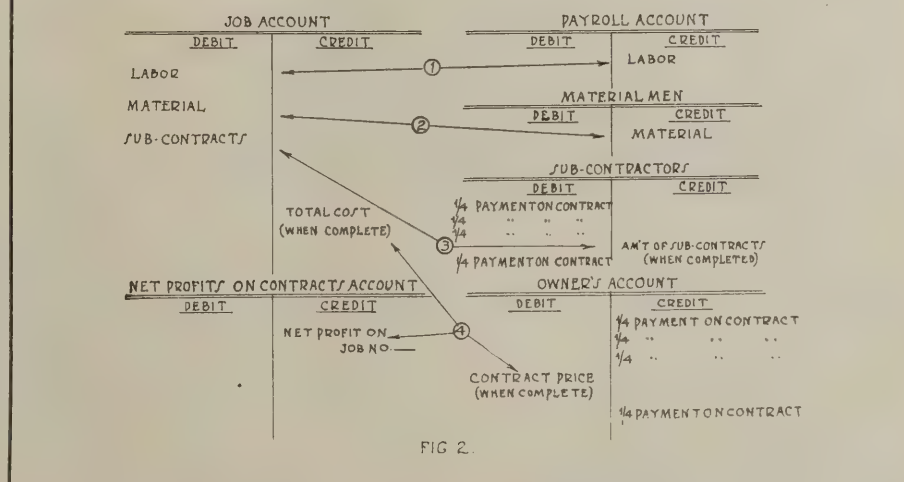 JOB ACCOUNT
DEBIT CREDIT
LABOR
MATERIAL
SUB-CONTRACTS
TOTAL COST
(WHEN COMPLETE)
PAYROLL ACCOUNT
DEBIT CREDIT
LABOR
1
MATERIAL MEN
DEBIT CREDIT
MATERIAL
2
SUB-CONTRACTORS
DEBIT CREDIT
1/4 PAYMENT ON CONTRACT
1/4 " " "
1/4 " " "
3
1/4 PAYMENT ON CONTRACT
AM'T OF SUB-CONTRACTS
(WHEN COMPLETED)
NET PROFITS ON CONTRACTS ACCOUNT
DEBIT CREDIT
NET PROFIT ON
JOB NO. —
4
OWNER'S ACCOUNT
DEBIT CREDIT
1/4 PAYMENT ON CONTRACT
1/4 " " "
1/4 " " "
CONTRACT PRICE
(WHEN COMPLETE)
1/4 PAYMENT ON CONTRACT
FIG 2.